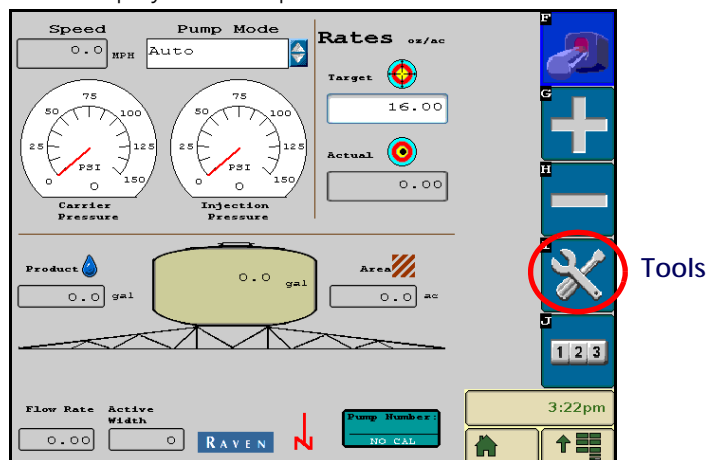 Speed
Pump Mode
0.0 MPH
Auto
Rates oz/ac
Target
16.00
Actual
0.00
75
50 100
25 125
PSI
0 0 150
Carrier
Pressure
75
50 100
25 125
PSI
0 0 150
Injection
Pressure
Product
0.0 gal
0.0 gal
Area
0.0 ac
Flow Rate
0.00
Active
Width
0
RAVEN
Pump Number:
NO CAL
F
G
H
J
1 2 3
3:22pm
Tools